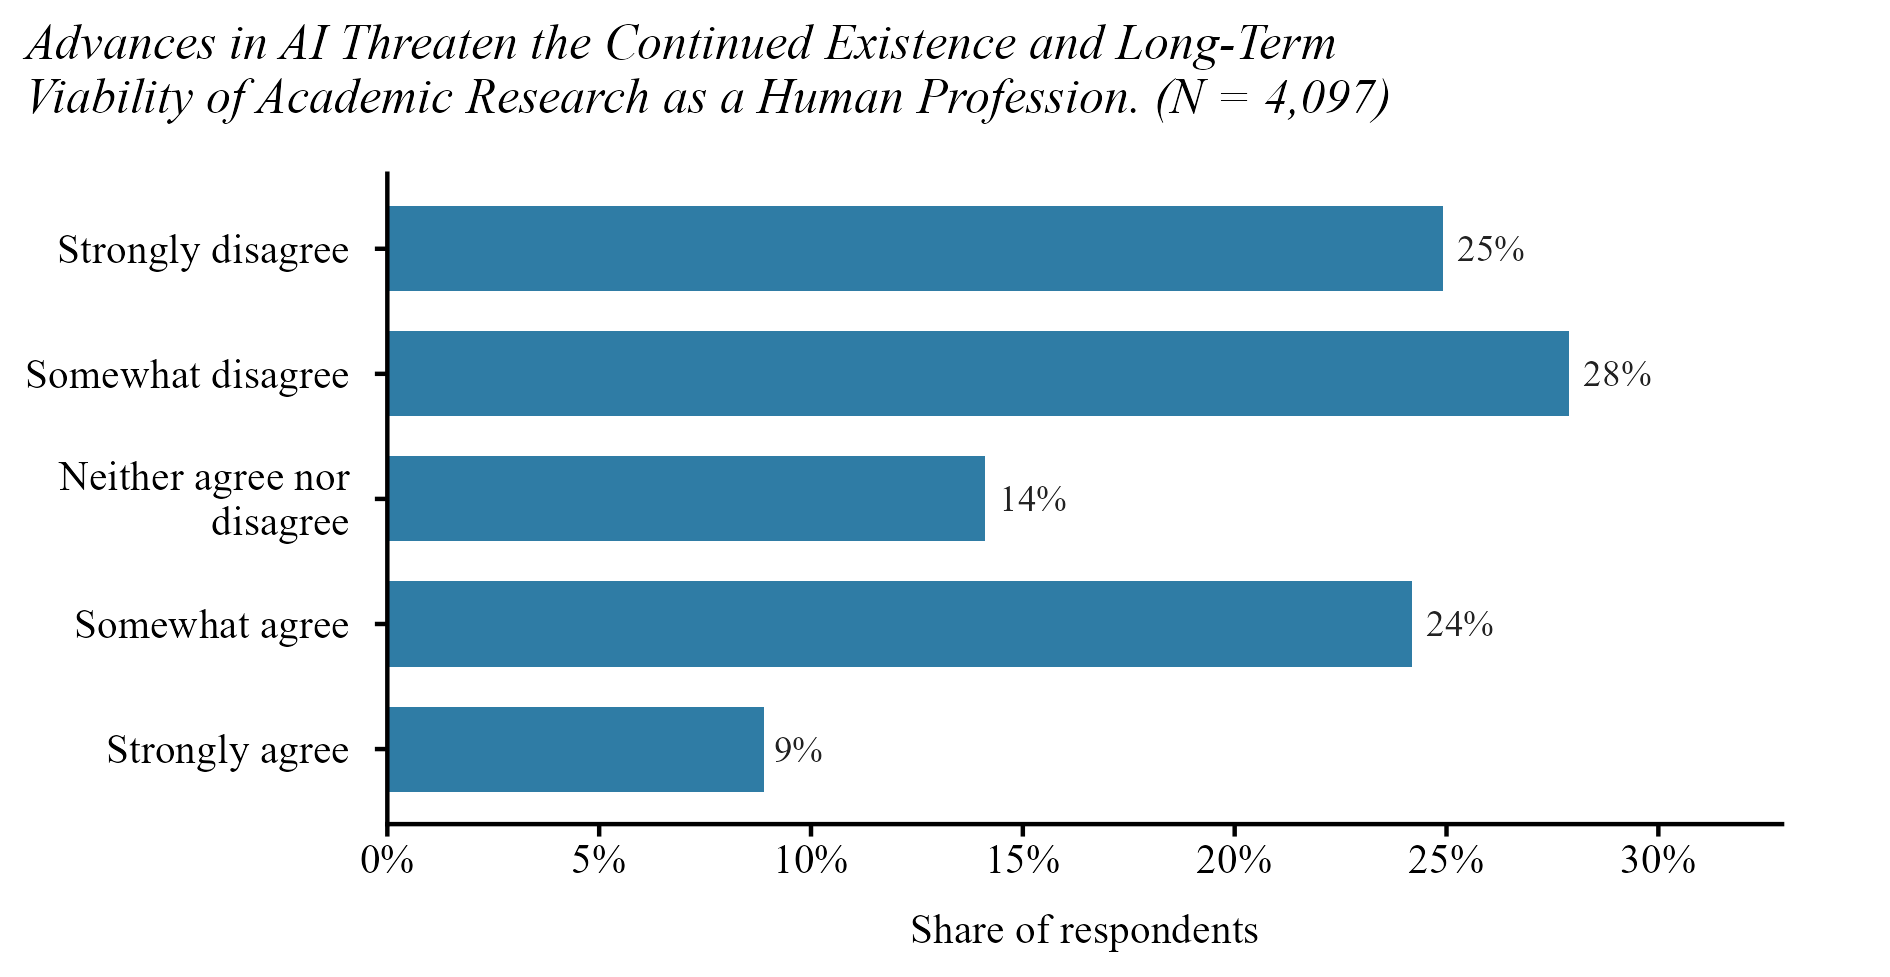 Advances in AI Threaten the Continued Existence and Long-Term
Viability of Academic Research as a Human Profession. (N = 4,097)
Strongly disagree
25%
Somewhat disagree
28%
Neither agree nor
disagree
14%
Somewhat agree
24%
Strongly agree
9%
0% 5% 10% 15% 20% 25% 30%
Share of respondents